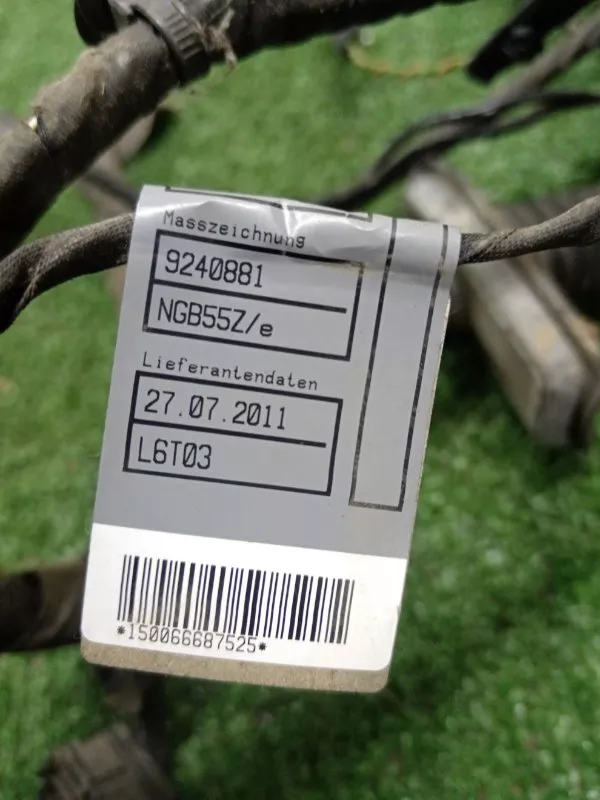 Masszeichnung
9240881
NGB55Z/e
Lieferantendaten
27.07.2011
L6T03
*150066687525*